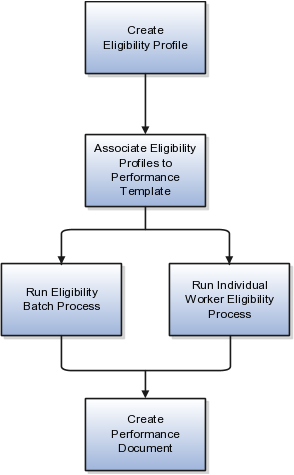 Create
Eligibility Profile
Associate Eligibility
Profiles to
Performance
Template
Run Eligibility
Batch Process
Run Individual
Worker Eligibility
Process
Create
Performance
Document